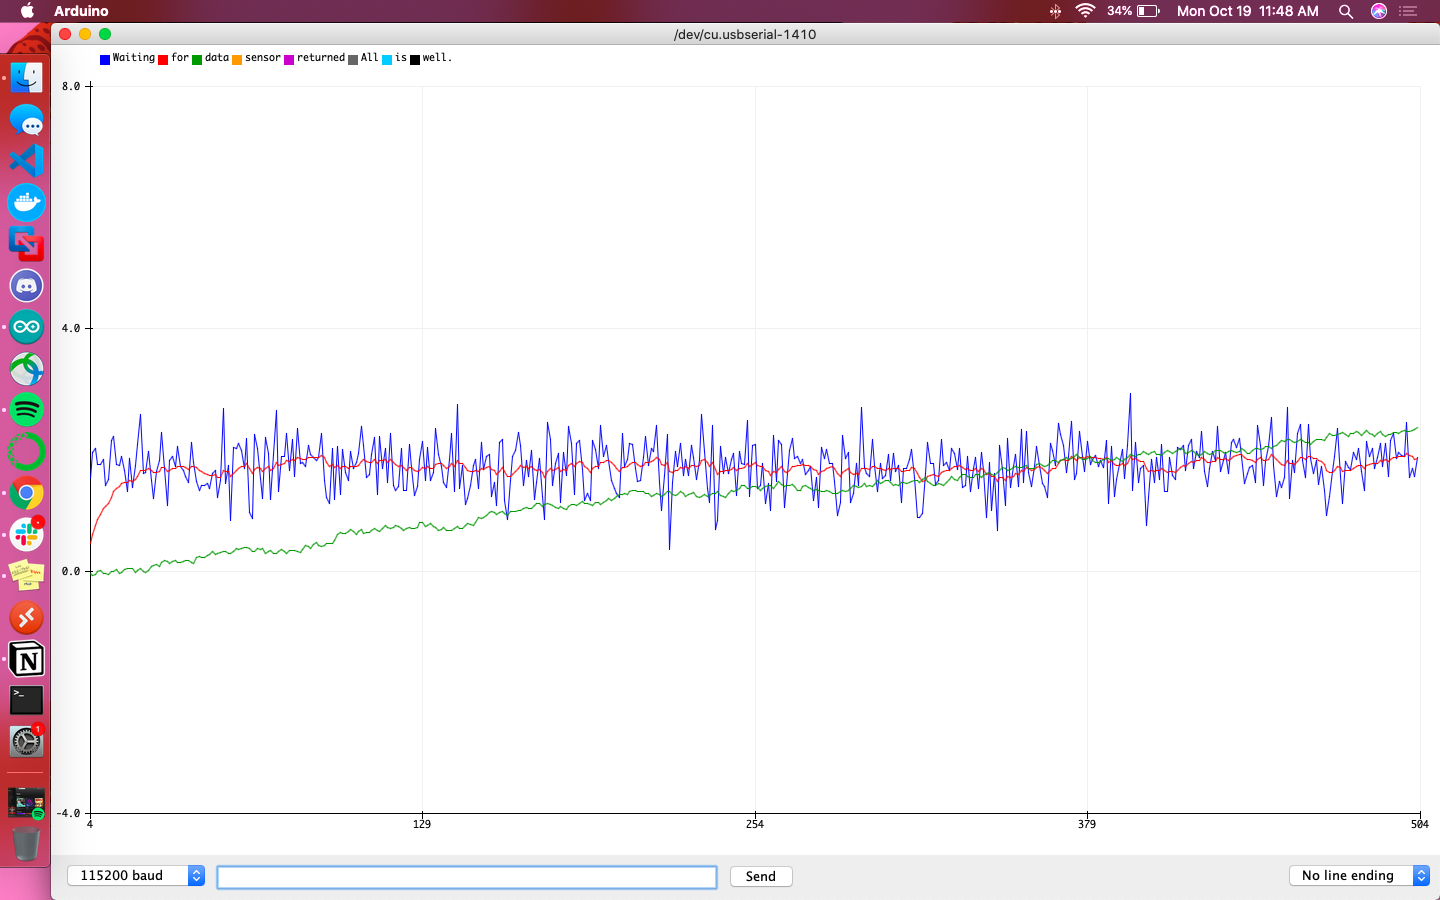 Arduino 34% Mon Oct 19 11:48 AM
/dev/cu.usbserial-1410
Waiting for data sensor returned All is well.
8.0
4.0
0.0
-4.0
4 129 254 379 504
115200 baud Send No line ending
N
>_
1